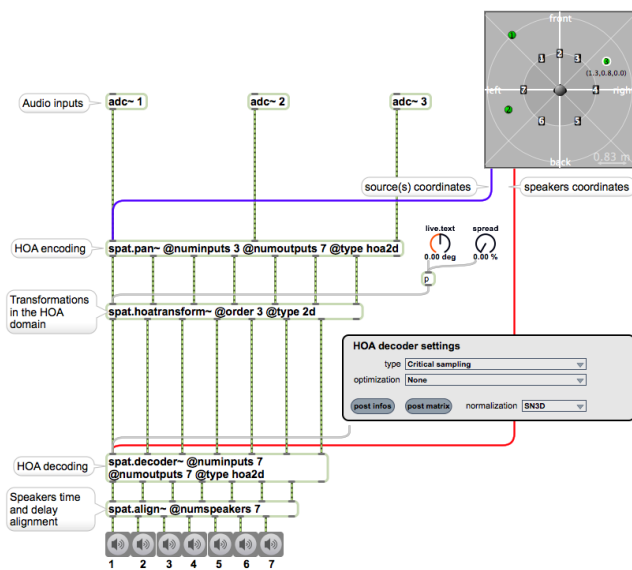 front
1
2
3
3
(1.3,0.8,0.0)
left
7
4
right
2
6
5
back
0.83 m
Audio inputs
adc~ 1
adc~ 2
adc~ 3
source(s) coordinates
speakers coordinates
live.text
spread
0.00 deg
0.00 %
HOA encoding
spat.pan~ @numinputs 3 @numoutputs 7 @type hoa2d
p
Transformations
in the HOA
domain
spat.hoatransform~ @order 3 @type 2d
HOA decoder settings
type
Critical sampling
optimization
None
post infos
post matrix
normalization
SN3D
HOA decoding
spat.decoder~ @numinputs 7
@numoutputs 7 @type hoa2d
Speakers time
and delay
alignment
spat.align~ @numspeakers 7
1 2 3 4 5 6 7